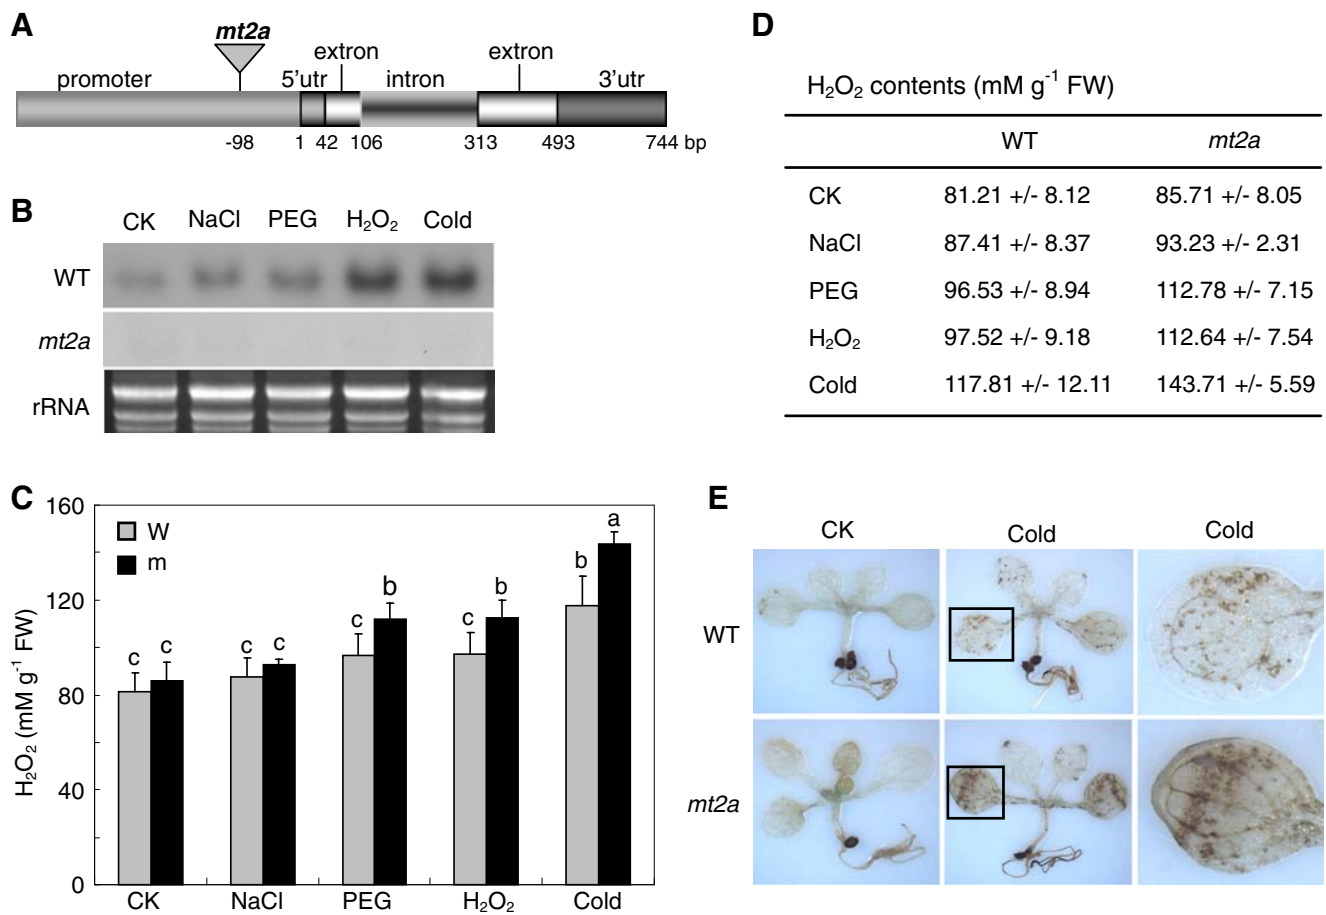 A
mt2a
promoter 5'utr extron intron extron 3'utr
-98 1 42 106 313 493 744 bp
B
CK NaCl PEG H₂O₂ Cold
WT
mt2a
rRNA
C
H₂O₂ (mM g⁻¹ FW)
160
120
80
40
0
W
m
c c c c c b c b b a
CK NaCl PEG H₂O₂ Cold
D
H₂O₂ contents (mM g⁻¹ FW)
WT mt2a
CK 81.21 +/- 8.12 85.71 +/- 8.05
NaCl 87.41 +/- 8.37 93.23 +/- 2.31
PEG 96.53 +/- 8.94 112.78 +/- 7.15
H₂O₂ 97.52 +/- 9.18 112.64 +/- 7.54
Cold 117.81 +/- 12.11 143.71 +/- 5.59
E
CK Cold Cold
WT
mt2a